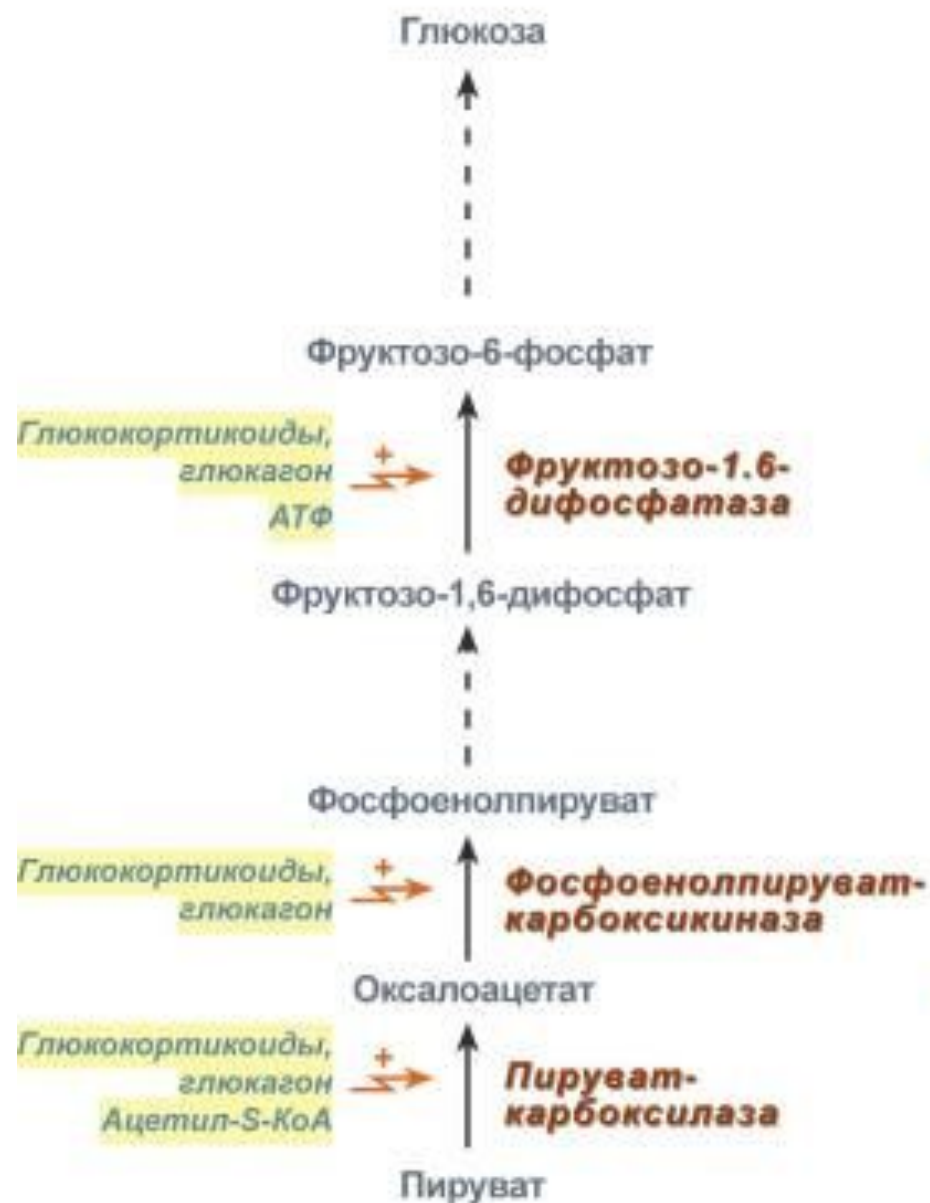 Глюкоза
Фруктозо-6-фосфат
Глюкокортикоиды,
глюкагон
АТФ
+
Фруктозо-1.6-
дифосфатаза
Фруктозо-1,6-дифосфат
Фосфоенолпируват
Глюкокортикоиды,
глюкагон
+
Фосфоенолпируват-
карбоксикиназа
Оксалоацетат
Глюкокортикоиды,
глюкагон
Ацетил-S-КоА
+
Пируват-
карбоксилаза
Пируват